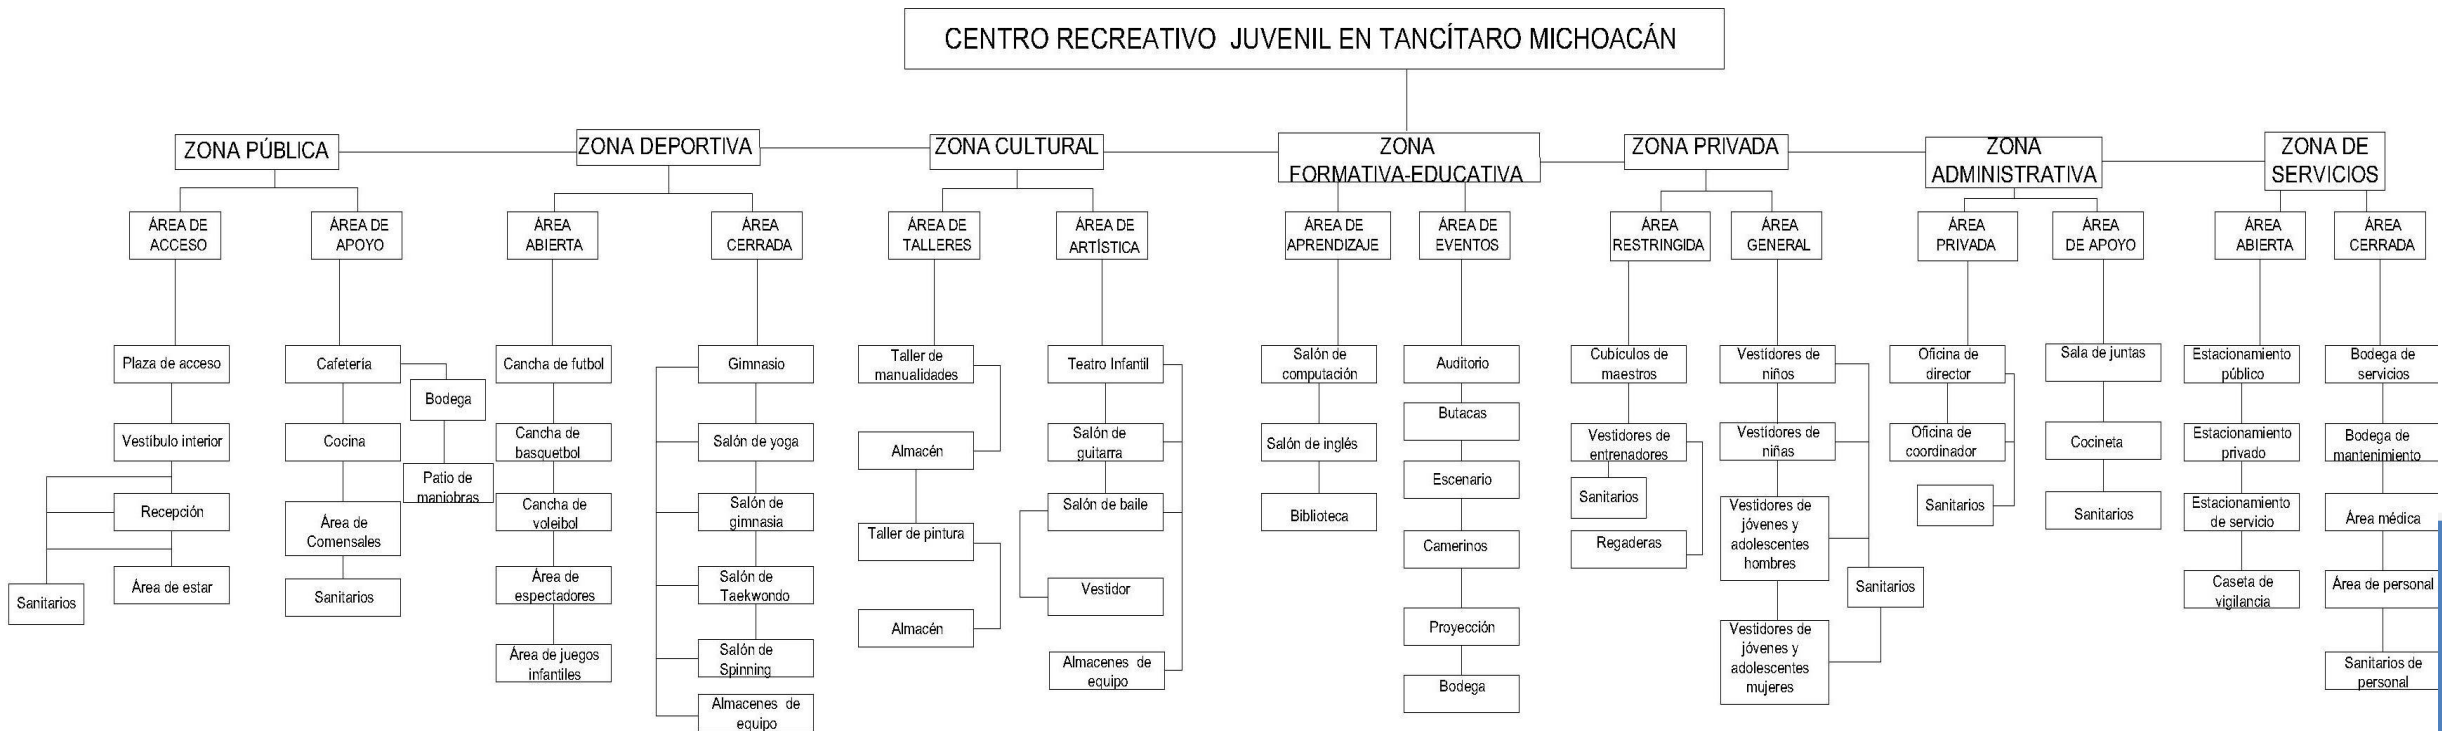 CENTRO RECREATIVO JUVENIL EN TANCÍTARO MICHOACÁN
ZONA PÚBLICA
ZONA DEPORTIVA
ZONA CULTURAL
ZONA
FORMATIVA-EDUCATIVA
ZONA PRIVADA
ZONA
ADMINISTRATIVA
ZONA DE
SERVICIOS
ÁREA DE
ACCESO
ÁREA DE
APOYO
ÁREA
ABIERTA
ÁREA
CERRADA
ÁREA DE
TALLERES
ÁREA DE
ARTÍSTICA
ÁREA DE
APRENDIZAJE
ÁREA DE
EVENTOS
ÁREA
RESTRINGIDA
ÁREA
GENERAL
ÁREA
PRIVADA
ÁREA
DE APOYO
ÁREA
ABIERTA
ÁREA
CERRADA
Plaza de acceso
Vestíbulo interior
Recepción
Área de estar
Sanitarios
Cafetería
Bodega
Cocina
Patio de
maniobras
Área de
Comensales
Sanitarios
Cancha de futbol
Cancha de
basquetbol
Cancha de
voleibol
Área de
espectadores
Área de juegos
infantiles
Gimnasio
Salón de yoga
Salón de
gimnasia
Salón de
Taekwondo
Salón de
Spinning
Almacenes de
equipo
Taller de
manualidades
Almacén
Taller de pintura
Almacén
Teatro Infantil
Salón de
guitarra
Salón de baile
Vestidor
Almacenes de
equipo
Salón de
computación
Salón de inglés
Biblioteca
Auditorio
Butacas
Escenario
Camerinos
Proyección
Bodega
Cubículos de
maestros
Vestidores de
entrenadores
Sanitarios
Regaderas
Vestidores de
niños
Vestidores de
niñas
Vestidores de
jóvenes y
adolescentes
hombres
Sanitarios
Vestidores de
jóvenes y
adolescentes
mujeres
Oficina de
director
Oficina de
coordinador
Sanitarios
Sala de juntas
Cocineta
Sanitarios
Estacionamiento
público
Estacionamiento
privado
Estacionamiento
de servicio
Caseta de
vigilancia
Bodega de
servicios
Bodega de
mantenimiento
Área médica
Área de personal
Sanitarios de
personal